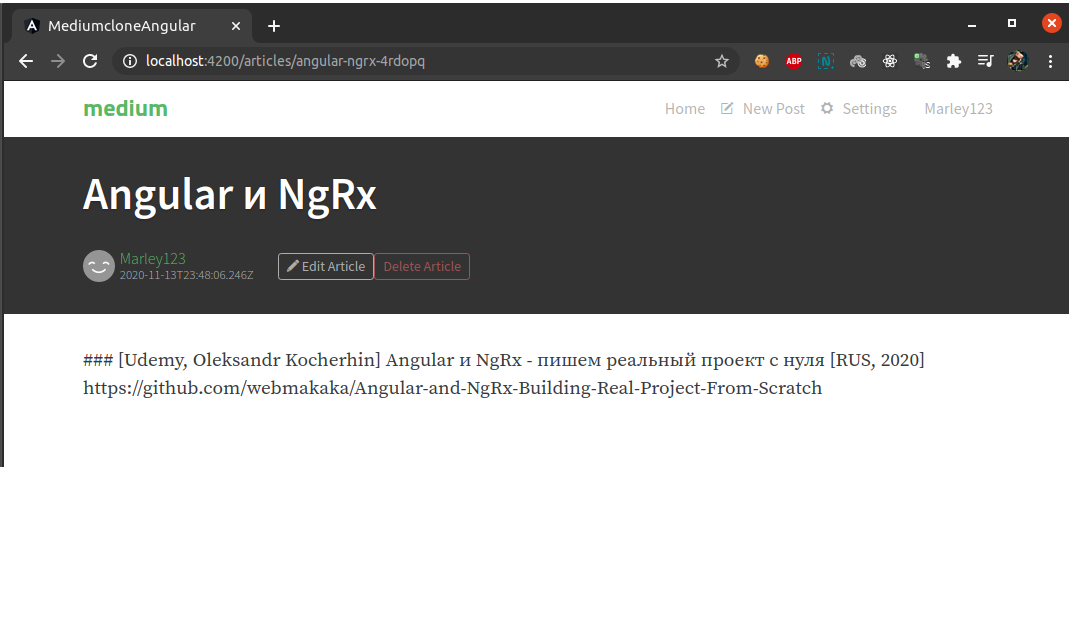 MediumcloneAngular
localhost:4200/articles/angular-ngrx-4rdopq
ABP
N
medium
Home New Post Settings Marley123
Angular и NgRx
Marley123
2020-11-13T23:48:06.246Z
Edit Article Delete Article
### [Udemy, Oleksandr Kocherhin] Angular и NgRx - пишем реальный проект с нуля [RUS, 2020]
https://github.com/webmakaka/Angular-and-NgRx-Building-Real-Project-From-Scratch